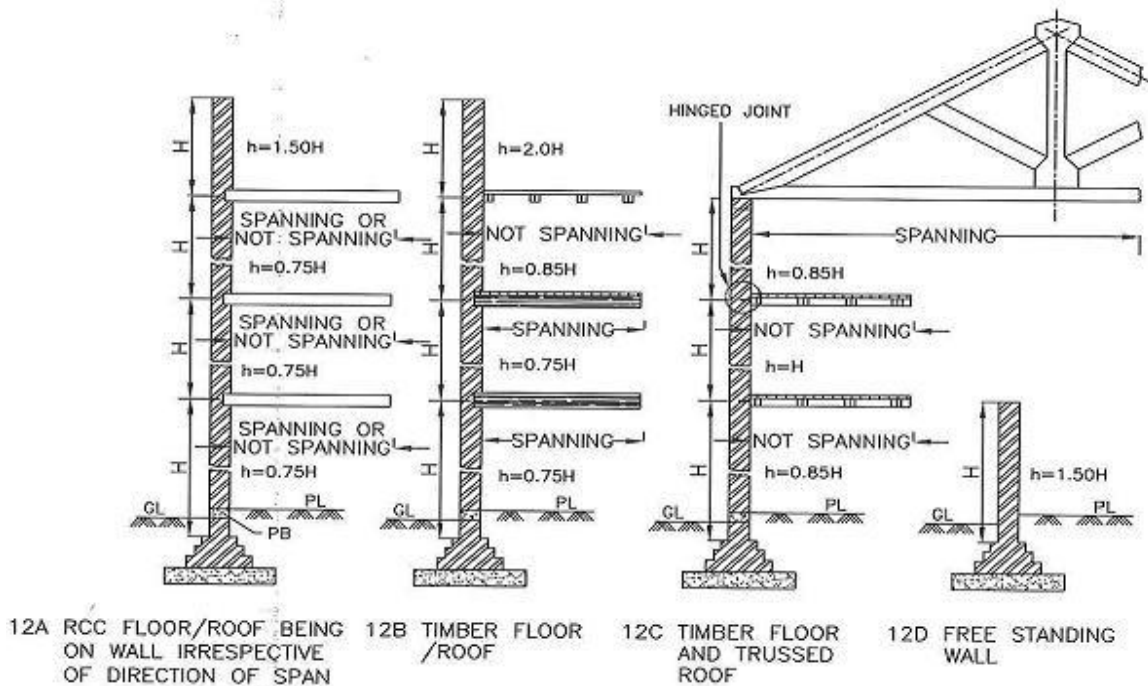 H
h=1.50H
SPANNING OR
NOT SPANNING
H
h=0.75H
SPANNING OR
NOT SPANNING
H
h=0.75H
SPANNING OR
NOT SPANNING
H
h=0.75H
GL
PL
PB
12A RCC FLOOR/ROOF BEING
ON WALL IRRESPECTIVE
OF DIRECTION OF SPAN
H
h=2.0H
NOT SPANNING
H
h=0.85H
SPANNING
H
h=0.75H
SPANNING
H
h=0.75H
GL
PL
12B TIMBER FLOOR
/ROOF
HINGED JOINT
SPANNING
H
h=0.85H
NOT SPANNING
H
h=H
NOT SPANNING
H
h=0.85H
GL
PL
12C TIMBER FLOOR
AND TRUSSED
ROOF
H
h=1.50H
GL
PL
12D FREE STANDING
WALL